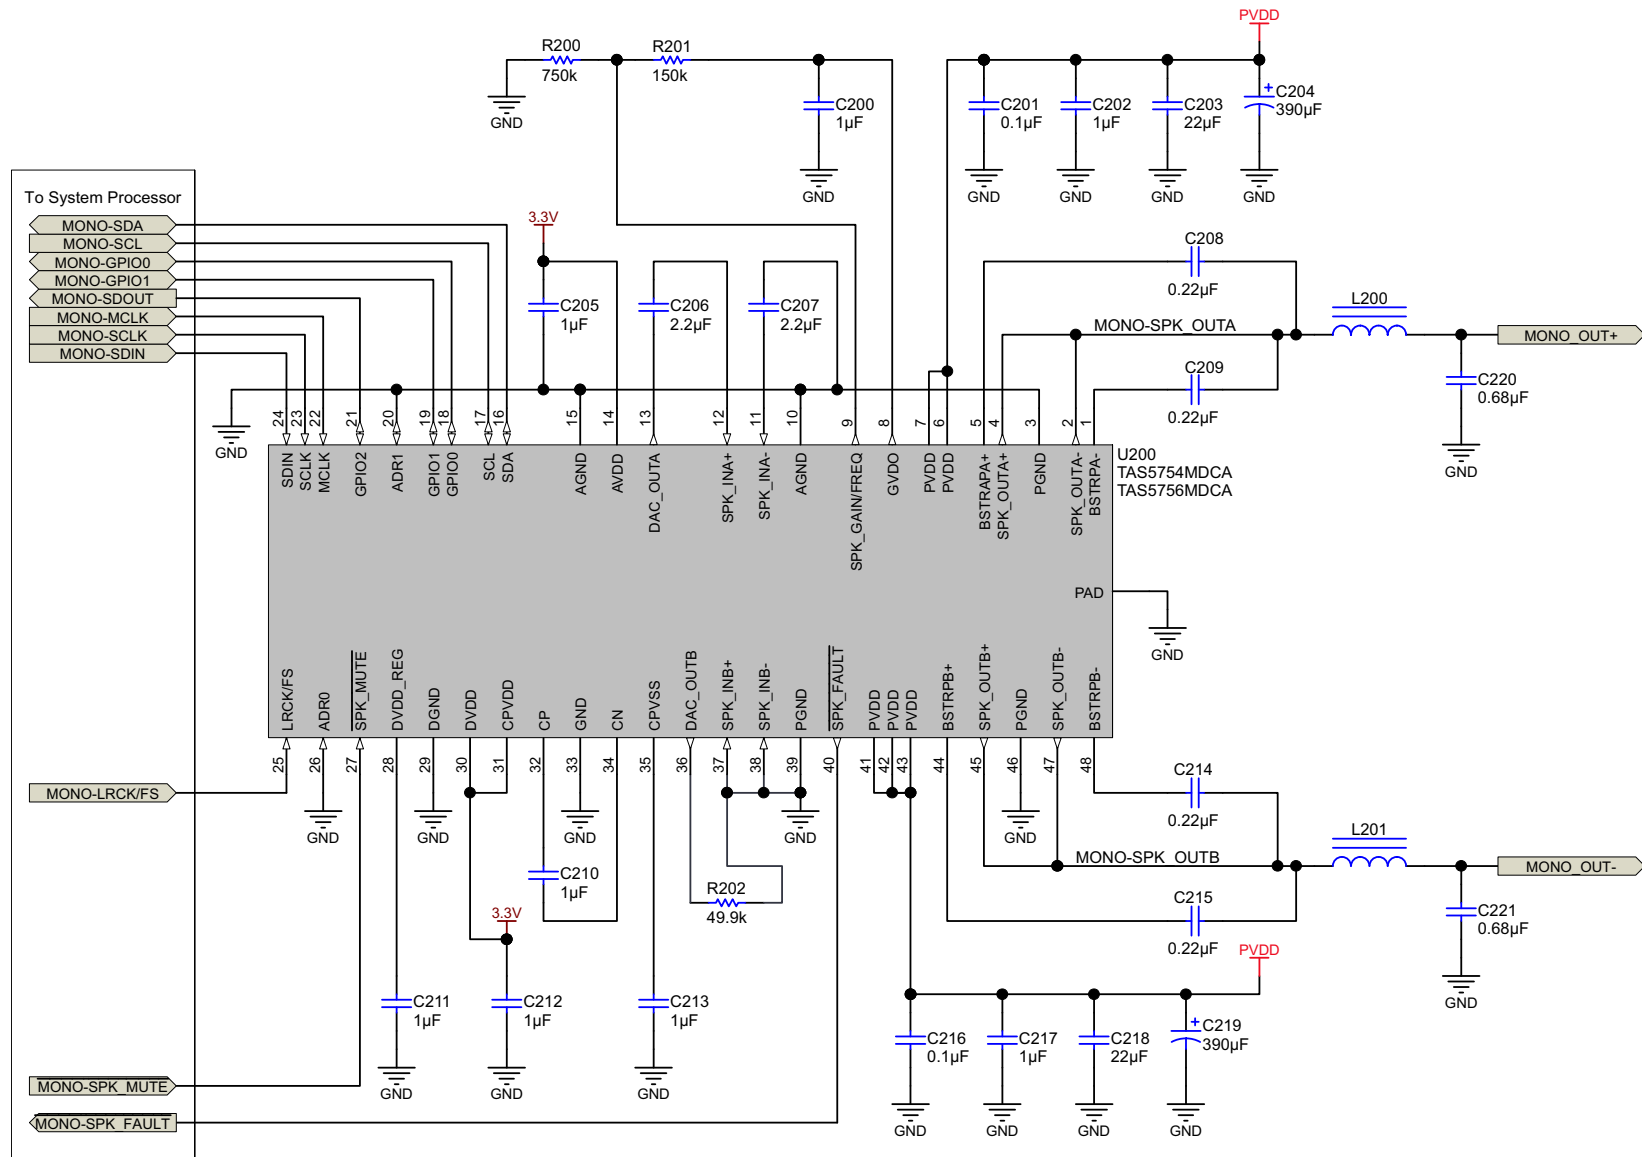 PVDD
R200
750k
R201
150k
GND
C200
1µF
GND
C201
0.1µF
GND
C202
1µF
GND
C203
22µF
GND
+
C204
390µF
GND
To System Processor
MONO-SDA
MONO-SCL
MONO-GPIO0
MONO-GPIO1
MONO-SDOUT
MONO-MCLK
MONO-SCLK
MONO-SDIN
3.3V
C205
1µF
C206
2.2µF
C207
2.2µF
C208
0.22µF
MONO-SPK_OUTA
C209
0.22µF
L200
MONO_OUT+
C220
0.68µF
GND
GND
24
23
22
21
20
19
18
17
16
15
14
13
12
11
10
9
8
7
6
5
4
3
2
1
SDIN
SCLK
MCLK
GPIO2
ADR1
GPIO1
GPIO0
SCL
SDA
AGND
AVDD
DAC_OUTA
SPK_INA+
SPK_INA-
AGND
SPK_GAIN/FREQ
GVDO
PVDD
PVDD
BSTRAPA+
SPK_OUTA+
PGND
SPK_OUTA-
BSTRPA-
U200
TAS5754MDCA
TAS5756MDCA
PAD
GND
LRCK/FS
ADR0
SPK_MUTE
DVDD_REG
DGND
DVDD
CPVDD
CP
GND
CN
CPVSS
DAC_OUTB
SPK_INB+
SPK_INB-
PGND
SPK_FAULT
PVDD
PVDD
PVDD
BSTRPB+
SPK_OUTB+
PGND
SPK_OUTB-
BSTRPB-
25
26
27
28
29
30
31
32
33
34
35
36
37
38
39
40
41
42
43
44
45
46
47
48
MONO-LRCK/FS
GND
GND
GND
GND
GND
C214
0.22µF
MONO-SPK_OUTB
C215
0.22µF
L201
MONO_OUT-
C221
0.68µF
GND
C210
1µF
R202
49.9k
3.3V
C211
1µF
GND
C212
1µF
GND
C213
1µF
GND
PVDD
C216
0.1µF
GND
C217
1µF
GND
C218
22µF
GND
+
C219
390µF
GND
MONO-SPK_MUTE
MONO-SPK_FAULT